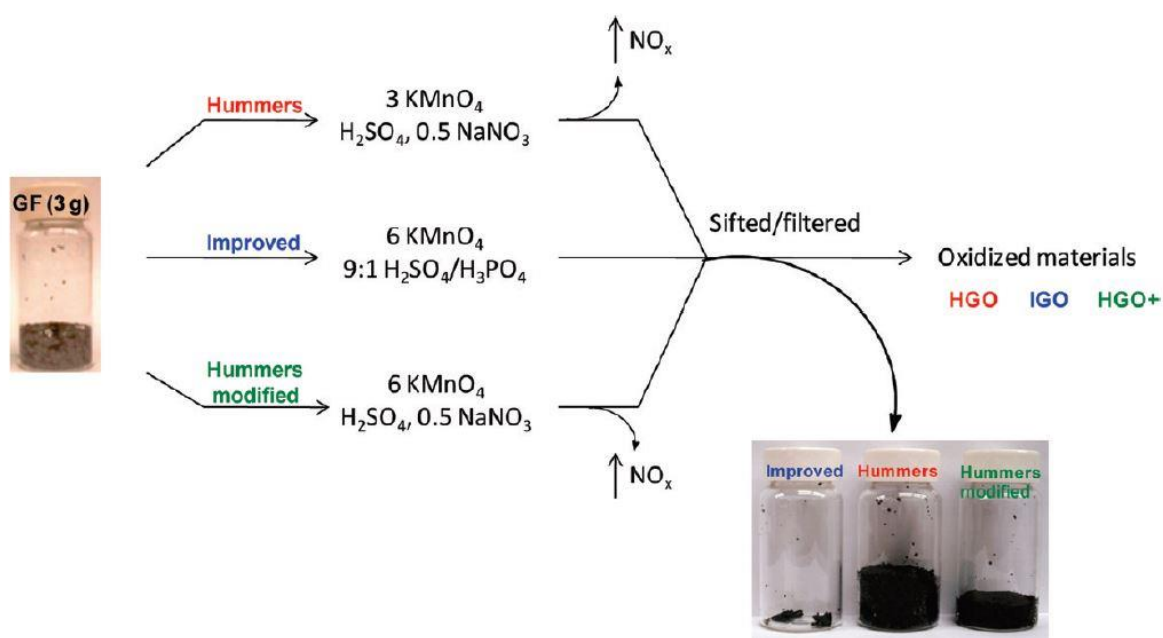 NOₓ
Hummers
3 KMnO₄
H₂SO₄, 0.5 NaNO₃
GF (3 g)
Improved
6 KMnO₄
9:1 H₂SO₄/H₃PO₄
Sifted/filtered
Oxidized materials
HGO IGO HGO+
Hummers
modified
6 KMnO₄
H₂SO₄, 0.5 NaNO₃
NOₓ
Improved
Hummers
Hummers
modified